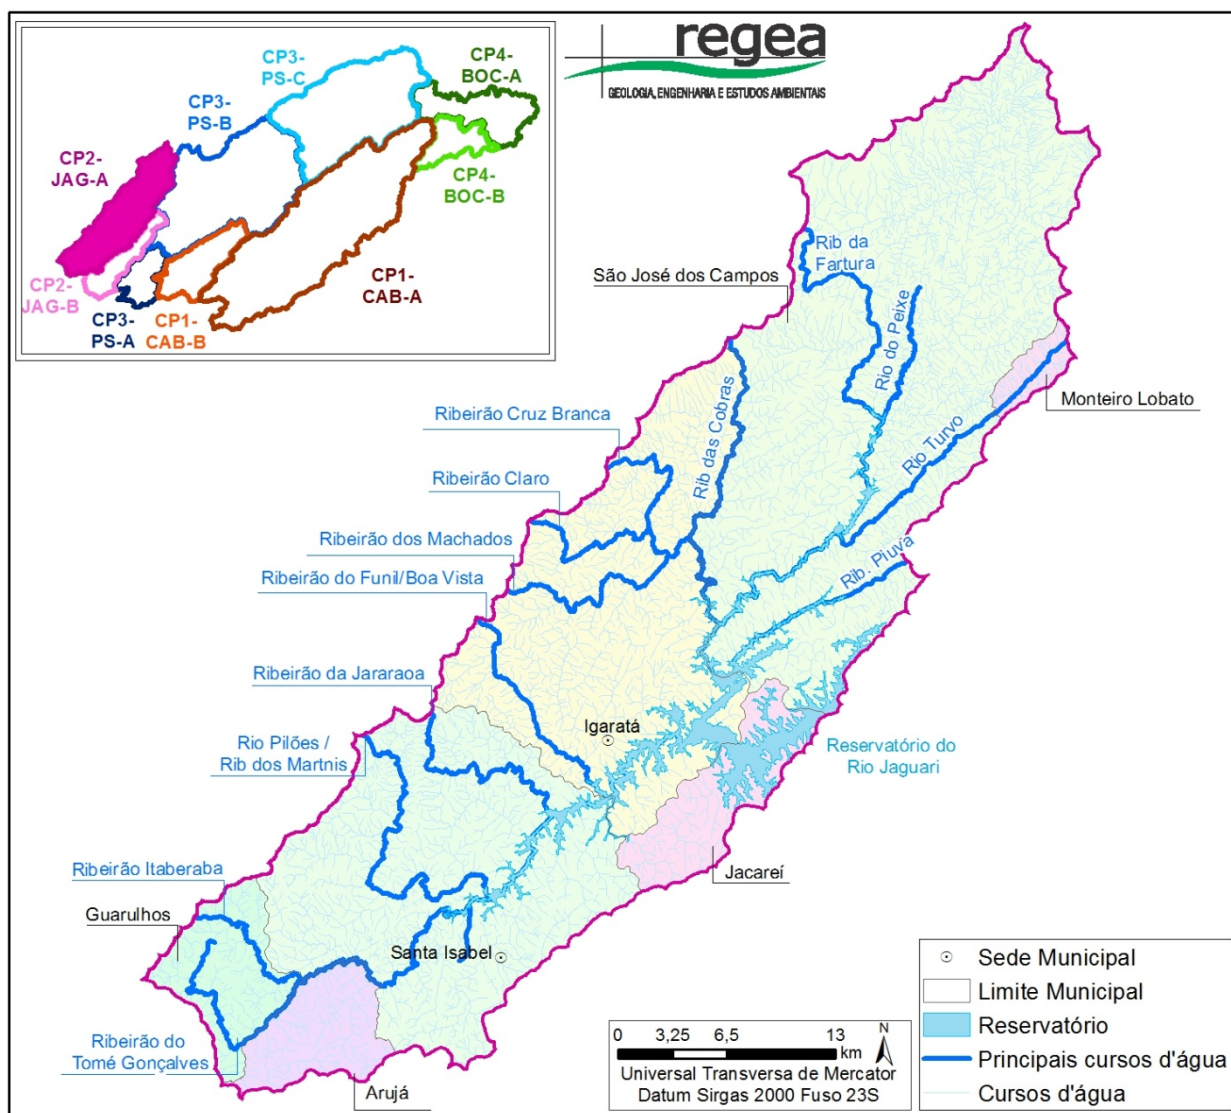 regea
GEOLOGIA, ENGENHARIA E ESTUDOS AMBIENTAIS
CP3-
PS-C
CP4-
BOC-A
CP3-
PS-B
CP2-
JAG-A
CP4-
BOC-B
CP2-
JAG-B
CP3-
PS-A
CP1-
CAB-B
CP1-
CAB-A
Rib da
Fartura
São José dos Campos
Rio do Peixe
Monteiro Lobato
Rio Turvo
Rib das Cobras
Ribeirão Cruz Branca
Ribeirão Claro
Ribeirão dos Machados
Ribeirão do Funil/Boa Vista
Rib. Piuva
Ribeirão da Jararaoa
Igaratá
Rio Pilões /
Rib dos Martnis
Reservatório do
Rio Jaguari
Ribeirão Itaberaba
Guarulhos
Jacareí
Santa Isabel
Ribeirão do
Tomé Gonçalves
Arujá
0 3,25 6,5 13
km
N
Universal Transversa de Mercator
Datum Sirgas 2000 Fuso 23S
Sede Municipal
Limite Municipal
Reservatório
Principais cursos d'água
Cursos d'água